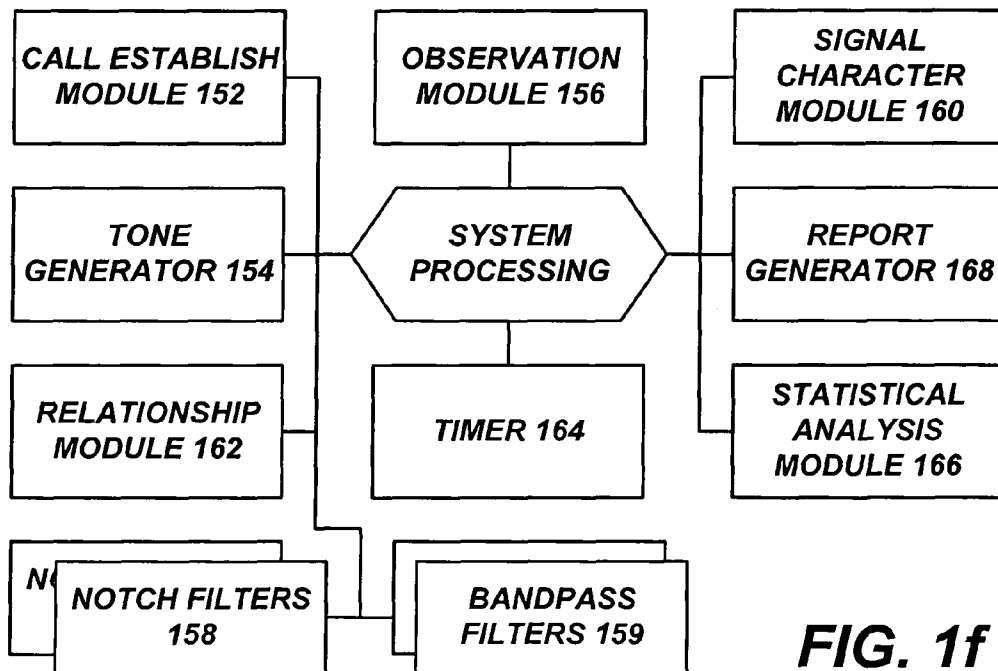 CALL ESTABLISH
MODULE 152
OBSERVATION
MODULE 156
SIGNAL
CHARACTER
MODULE 160
TONE
GENERATOR 154
SYSTEM
PROCESSING
REPORT
GENERATOR 168
RELATIONSHIP
MODULE 162
TIMER 164
STATISTICAL
ANALYSIS
MODULE 166
NOTCH FILTERS
158
BANDPASS
FILTERS 159
FIG. 1f